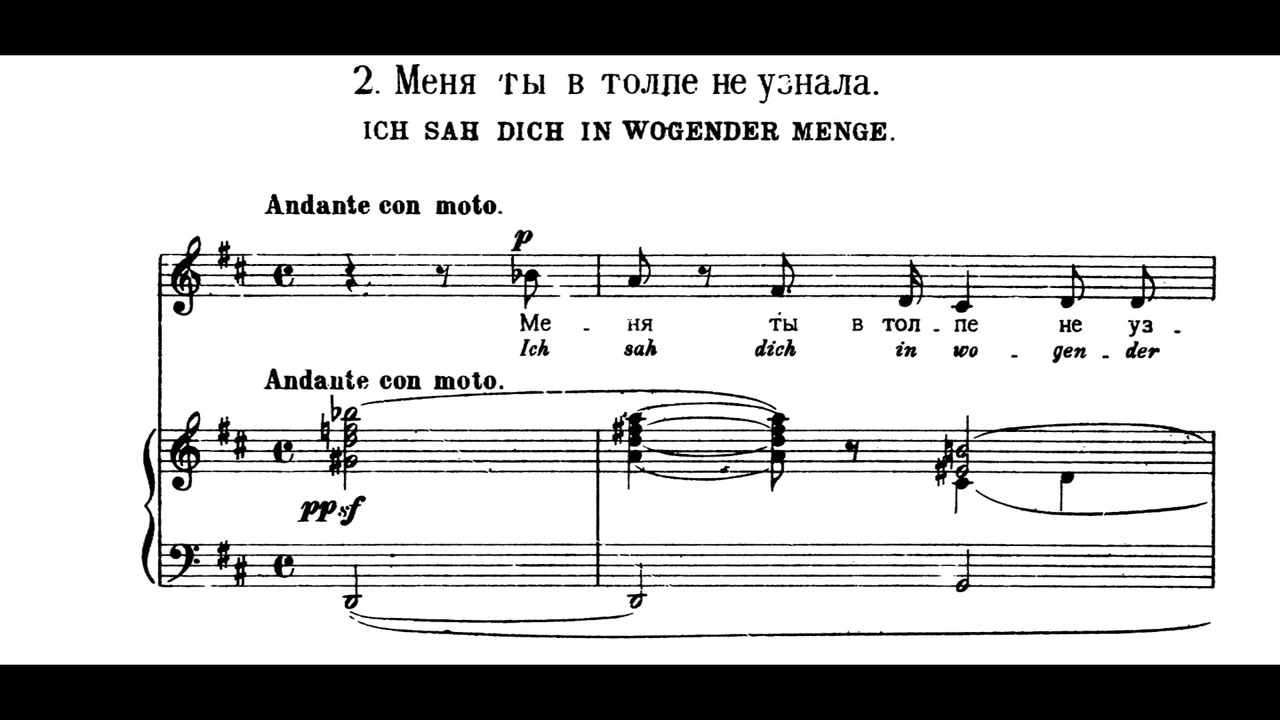 2. Меня ты в толпе не узнала.
ICH SAH DICH IN WOGENDER MENGE.
Andante con moto.
p
Ме - ня ты в тол - пе не уз -
Ich sah dich in wo - gen - der
Andante con moto.
pp sf